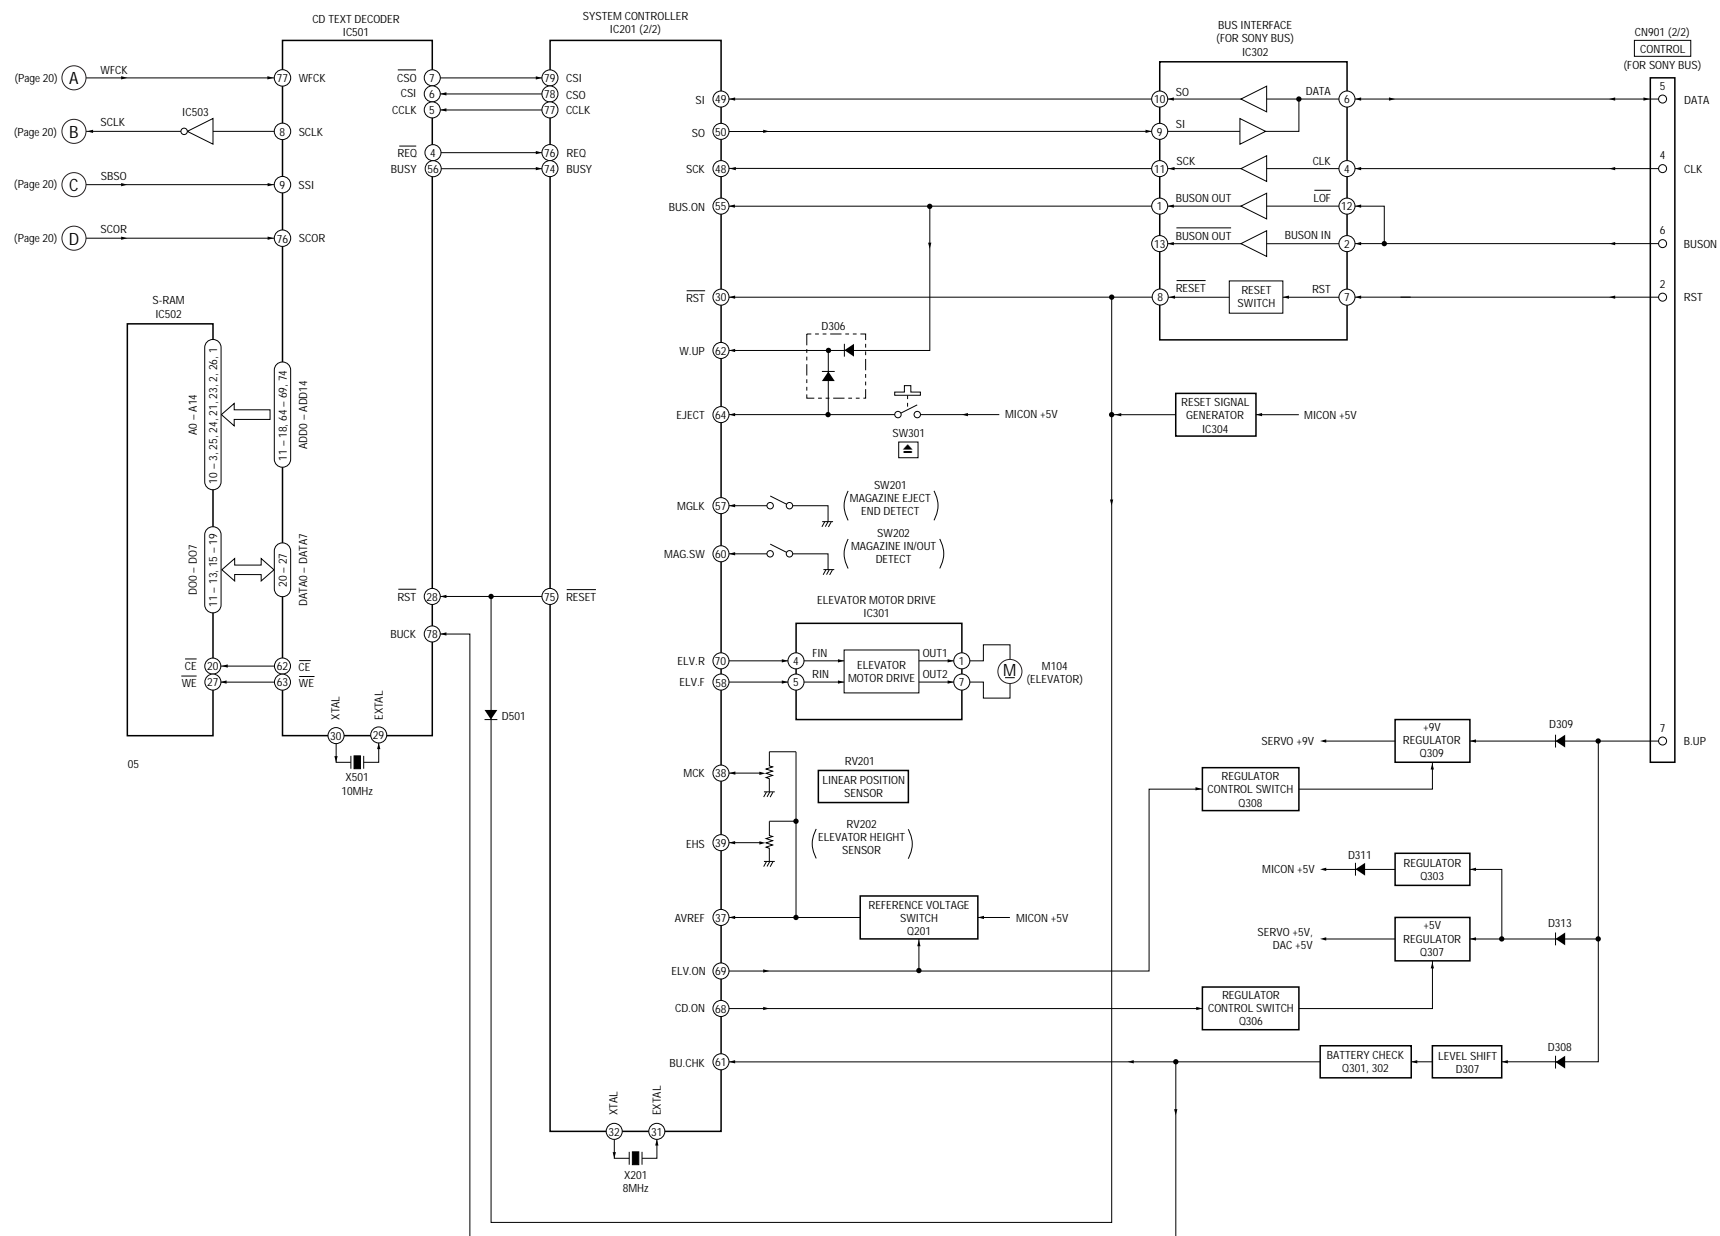 CD TEXT DECODER
IC501
SYSTEM CONTROLLER
IC201 (2/2)
BUS INTERFACE
(FOR SONY BUS)
IC302
CN901 (2/2)
CONTROL
(FOR SONY BUS)
(Page 20) A WFCK 77 WFCK
IC503
(Page 20) B SCLK 8 SCLK
(Page 20) C SBSO 9 SSI
(Page 20) D SCOR 76 SCOR
CSO 7 79 CSI
CSI 6 78 CSO
CCLK 5 77 CCLK
REQ 4 76 REQ
BUSY 56 74 BUSY
SI 49 10 SO DATA 6 5 DATA
SO 50 9 SI
SCK 48 11 SCK CLK 4 4 CLK
BUS.ON 55 1 BUSON OUT LOF 12
13 BUSON OUT BUSON IN 2 6 BUSON
RST 30 8 RESET RESET SWITCH RST 7 2 RST
S-RAM
IC502
A0 – A14
10 – 3, 25, 24, 21, 23, 2, 26, 1
11 – 18, 64 – 69, 74
ADD0 – ADD14
DO0 – DO7
11 – 13, 15 – 19
20 – 27
DATA0 – DATA7
CE 20 62 CE
WE 27 63 WE
05
XTAL
EXTAL
30 29
X501
10MHz
RST 28 75 RESET
BUCK 78
D501
D306
W.UP 62
EJECT 64 MICON +5V
SW301
RESET SIGNAL
GENERATOR
IC304
MICON +5V
MGLK 57
SW201
MAGAZINE EJECT
END DETECT
MAG.SW 60
SW202
MAGAZINE IN/OUT
DETECT
ELEVATOR MOTOR DRIVE
IC301
ELV.R 70 4 FIN OUT1 1
ELV.F 58 5 RIN OUT2 7
ELEVATOR
MOTOR DRIVE
M
M104
(ELEVATOR)
MCK 38
RV201
LINEAR POSITION
SENSOR
EHS 39
RV202
ELEVATOR HEIGHT
SENSOR
AVREF 37
REFERENCE VOLTAGE
SWITCH
Q201
MICON +5V
ELV.ON 69
CD.ON 68
BU.CHK 61
XTAL
EXTAL
32 31
X201
8MHz
SERVO +9V
+9V
REGULATOR
Q309
D309
7 B.UP
REGULATOR
CONTROL SWITCH
Q308
MICON +5V
D311
REGULATOR
Q303
SERVO +5V,
DAC +5V
+5V
REGULATOR
Q307
D313
REGULATOR
CONTROL SWITCH
Q306
BATTERY CHECK
Q301, 302
LEVEL SHIFT
D307
D308